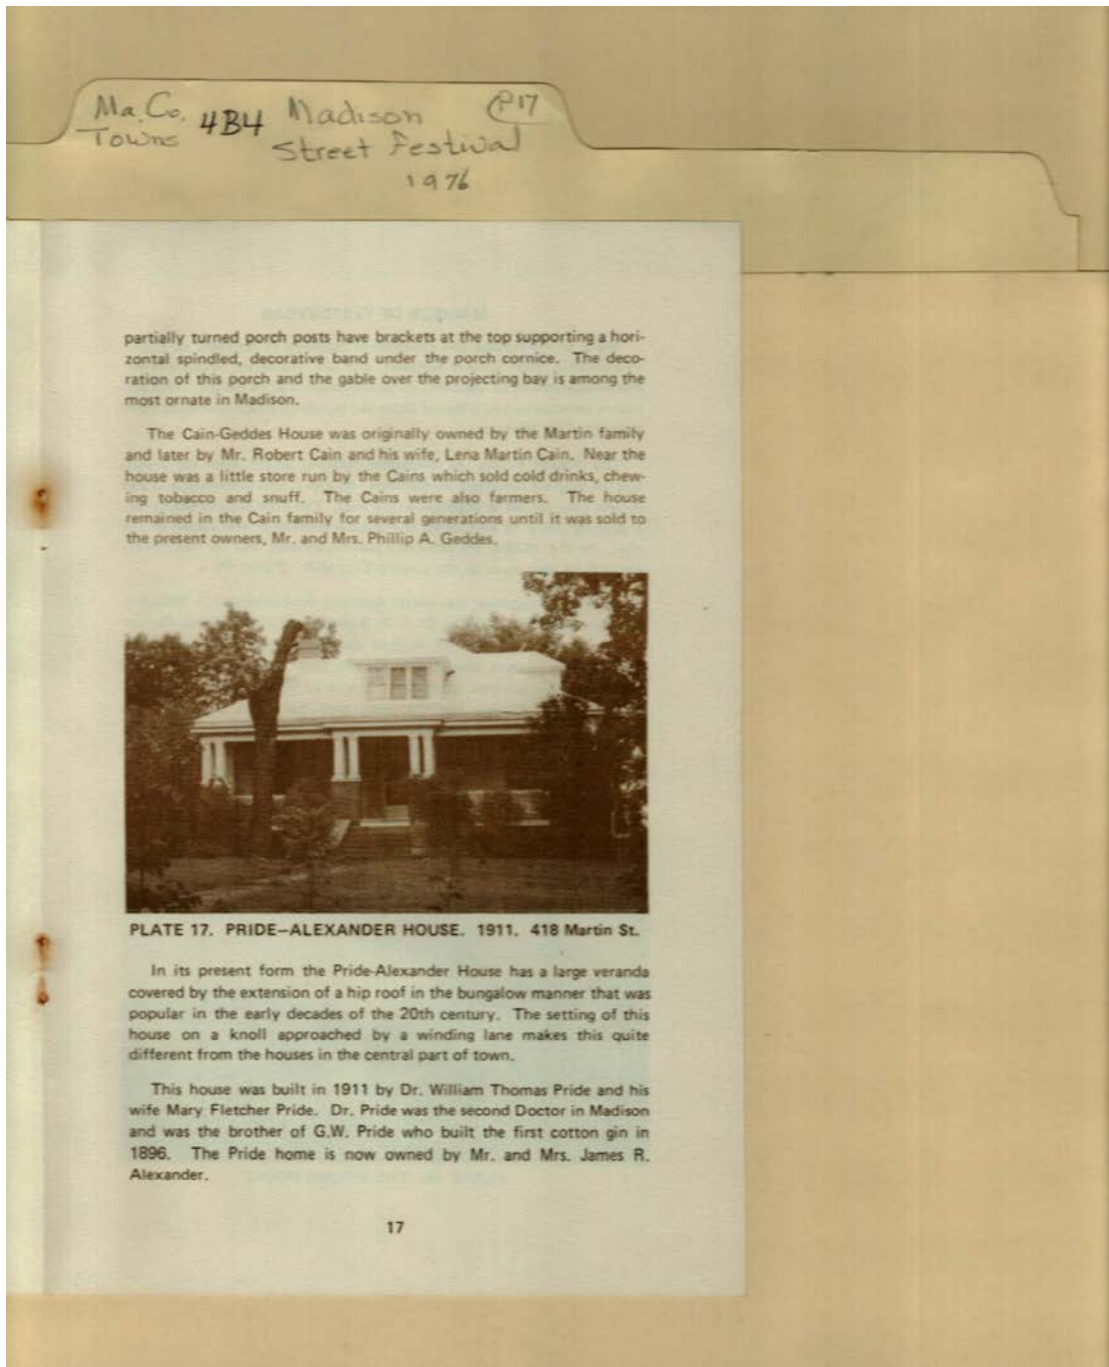 Ma. Co. 4B4 Madison P17
Towns Street Festival
1976
partially turned porch posts have brackets at the top supporting a hori-
zontal spindled, decorative band under the porch cornice. The deco-
ration of this porch and the gable over the projecting bay is among the
most ornate in Madison.
The Cain-Geddes House was originally owned by the Martin family
and later by Mr. Robert Cain and his wife, Lena Martin Cain. Near the
house was a little store run by the Cains which sold cold drinks, chew-
ing tobacco and snuff. The Cains were also farmers. The house
remained in the Cain family for several generations until it was sold to
the present owners, Mr. and Mrs. Phillip A. Geddes.
PLATE 17. PRIDE–ALEXANDER HOUSE. 1911. 418 Martin St.
In its present form the Pride-Alexander House has a large veranda
covered by the extension of a hip roof in the bungalow manner that was
popular in the early decades of the 20th century. The setting of this
house on a knoll approached by a winding lane makes this quite
different from the houses in the central part of town.
This house was built in 1911 by Dr. William Thomas Pride and his
wife Mary Fletcher Pride. Dr. Pride was the second Doctor in Madison
and was the brother of G.W. Pride who built the first cotton gin in
1896. The Pride home is now owned by Mr. and Mrs. James R.
Alexander.
17